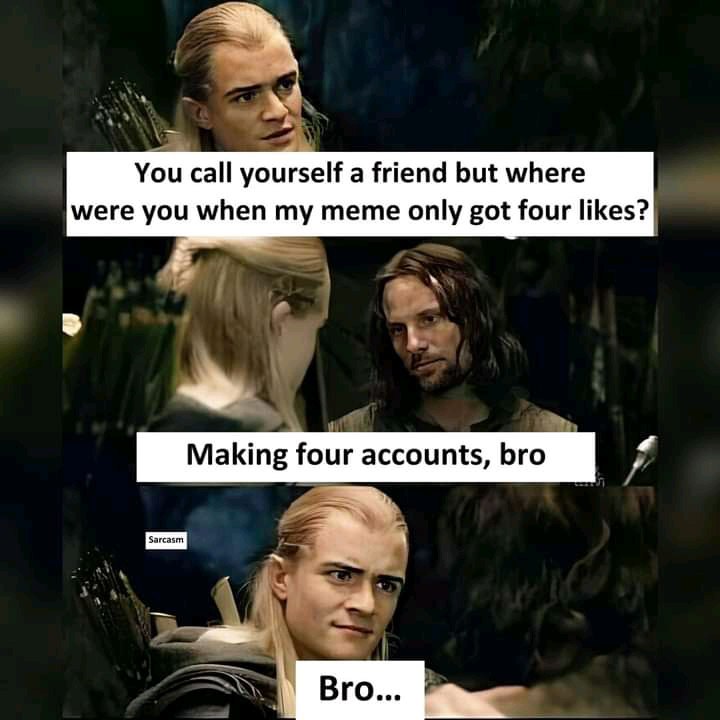 You call yourself a friend but where
were you when my meme only got four likes?
Making four accounts, bro
Sarcasm
Bro...